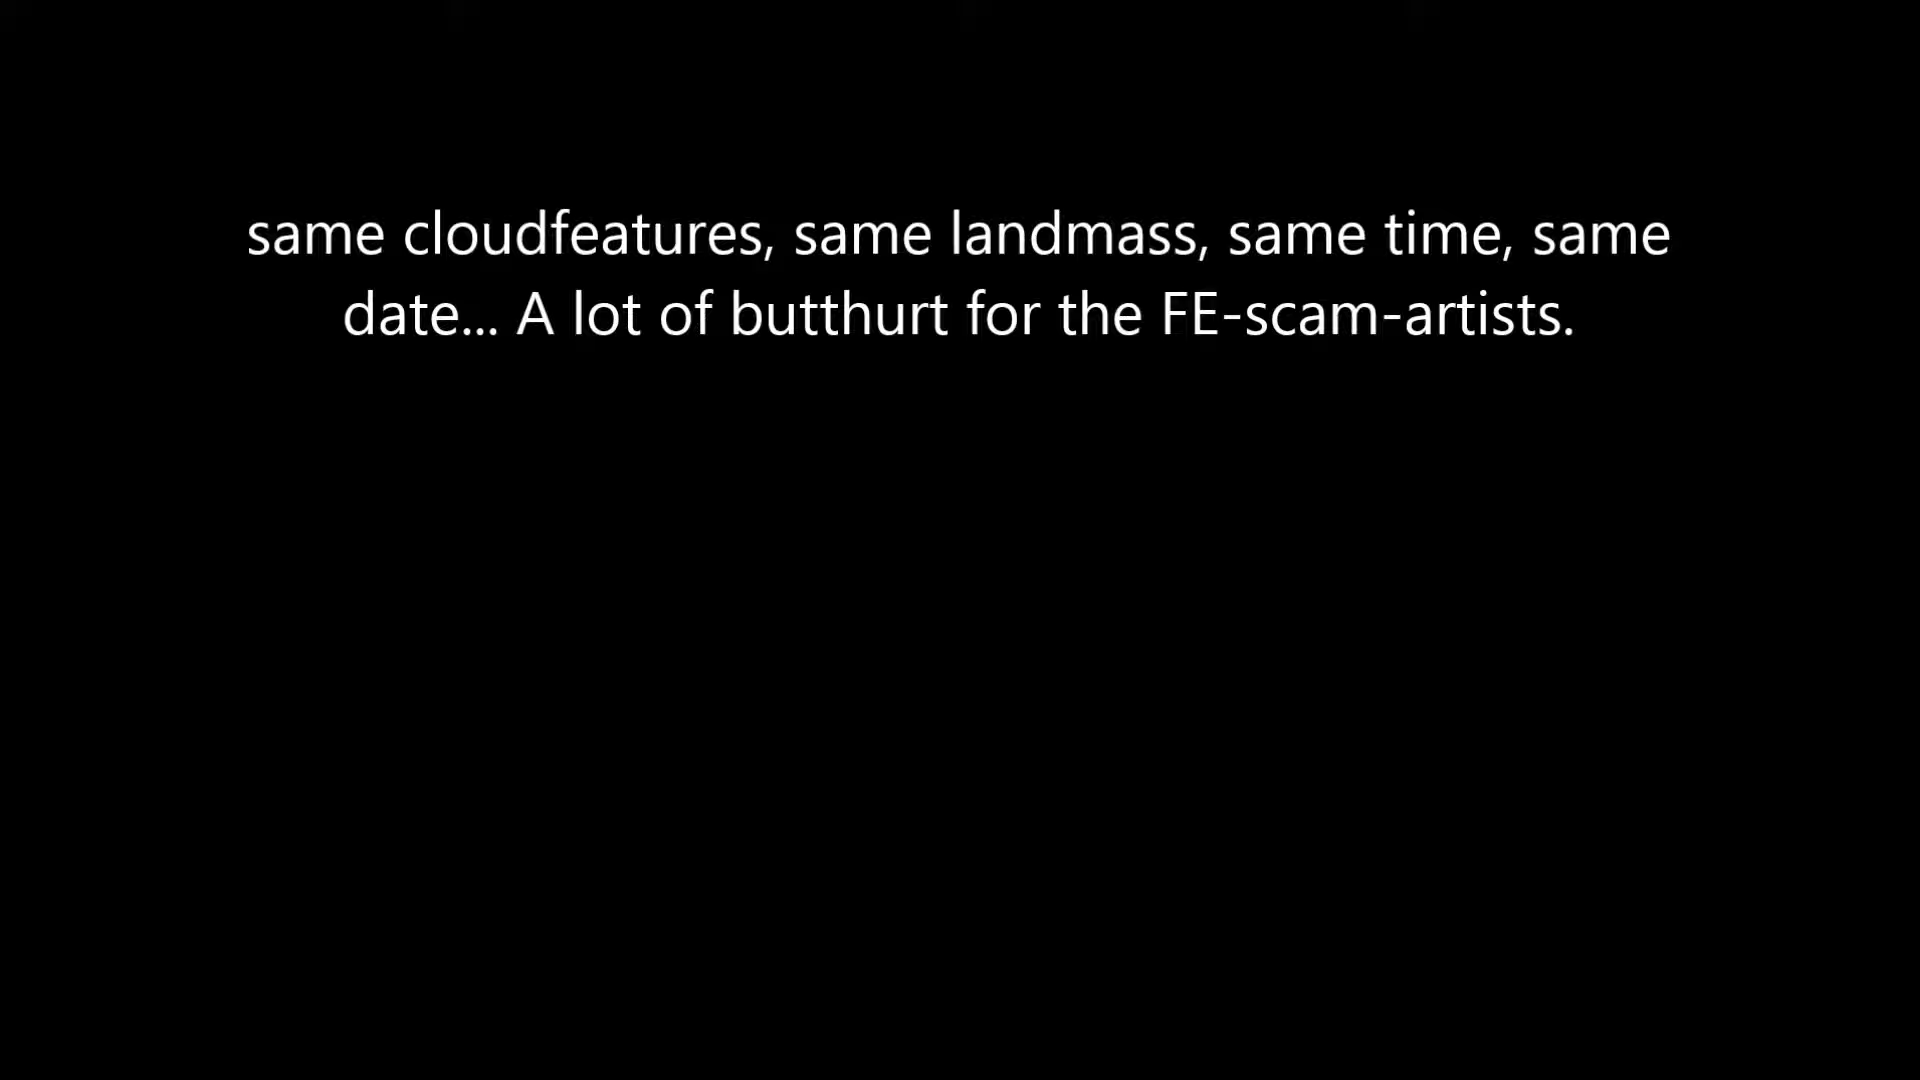 same cloudfeatures, same landmass, same time, same
date... A lot of butthurt for the FE-scam-artists.